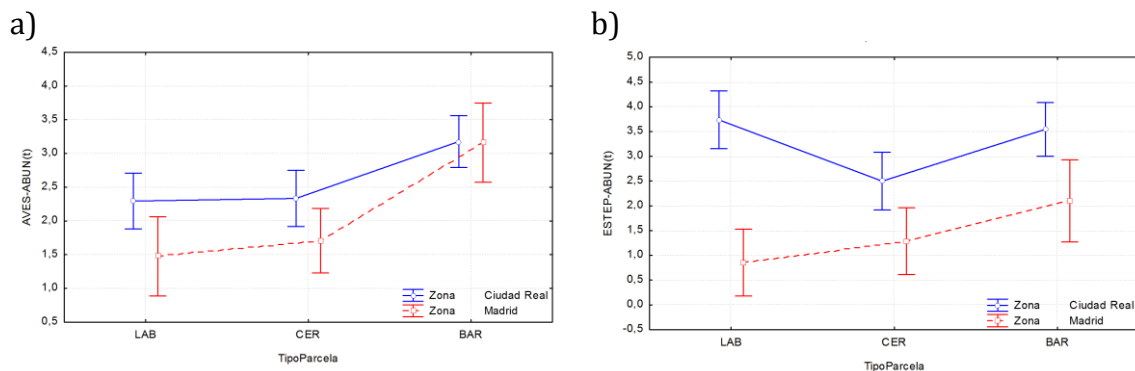 a)
4,5
4,0
3,5
3,0
2,5
2,0
1,5
1,0
0,5
AVES-ABUN(t)
LAB CER BAR
TipoParcela
Zona Ciudad Real
Zona Madrid
b)
5,0
4,5
4,0
3,5
3,0
2,5
2,0
1,5
1,0
0,5
0,0
-0,5
ESTEP-ABUN(t)
LAB CER BAR
TipoParcela
Zona Ciudad Real
Zona Madrid